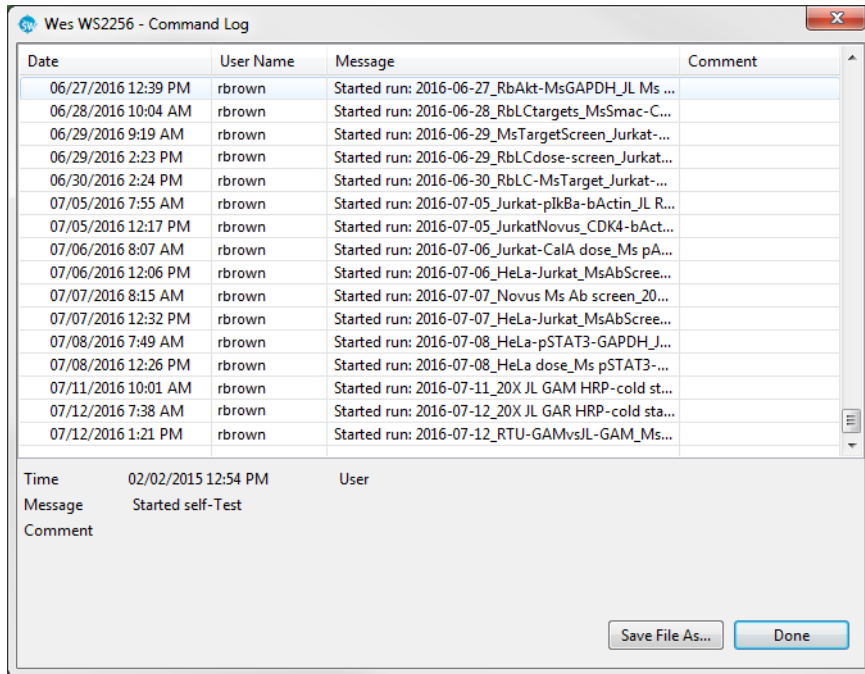 Wes WS2256 - Command Log
Date User Name Message Comment
06/27/2016 12:39 PM rbrown Started run: 2016-06-27_RbAkt-MsGAPDH_JL Ms ...
06/28/2016 10:04 AM rbrown Started run: 2016-06-28_RbLCtargets_MsSmac-C...
06/29/2016 9:19 AM rbrown Started run: 2016-06-29_MsTargetScreen_Jurkat-...
06/29/2016 2:23 PM rbrown Started run: 2016-06-29_RbLCdose-screen_Jurkat...
06/30/2016 2:24 PM rbrown Started run: 2016-06-30_RbLC-MsTarget_Jurkat-...
07/05/2016 7:55 AM rbrown Started run: 2016-07-05_Jurkat-pIkBa-bActin_JL R...
07/05/2016 12:17 PM rbrown Started run: 2016-07-05_JurkatNovus_CDK4-bAct...
07/06/2016 8:07 AM rbrown Started run: 2016-07-06_Jurkat-CalA dose_Ms pA...
07/06/2016 12:06 PM rbrown Started run: 2016-07-06_HeLa-Jurkat_MsAbScree...
07/07/2016 8:15 AM rbrown Started run: 2016-07-07_Novus Ms Ab screen_20...
07/07/2016 12:32 PM rbrown Started run: 2016-07-07_HeLa-Jurkat_MsAbScree...
07/08/2016 7:49 AM rbrown Started run: 2016-07-08_HeLa-pSTAT3-GAPDH_J...
07/08/2016 12:26 PM rbrown Started run: 2016-07-08_HeLa dose_Ms pSTAT3-...
07/11/2016 10:01 AM rbrown Started run: 2016-07-11_20X JL GAM HRP-cold st...
07/12/2016 7:38 AM rbrown Started run: 2016-07-12_20X JL GAR HRP-cold sta...
07/12/2016 1:21 PM rbrown Started run: 2016-07-12_RTU-GAMvsJL-GAM_Ms...
Time 02/02/2015 12:54 PM User
Message Started self-Test
Comment
Save File As... Done